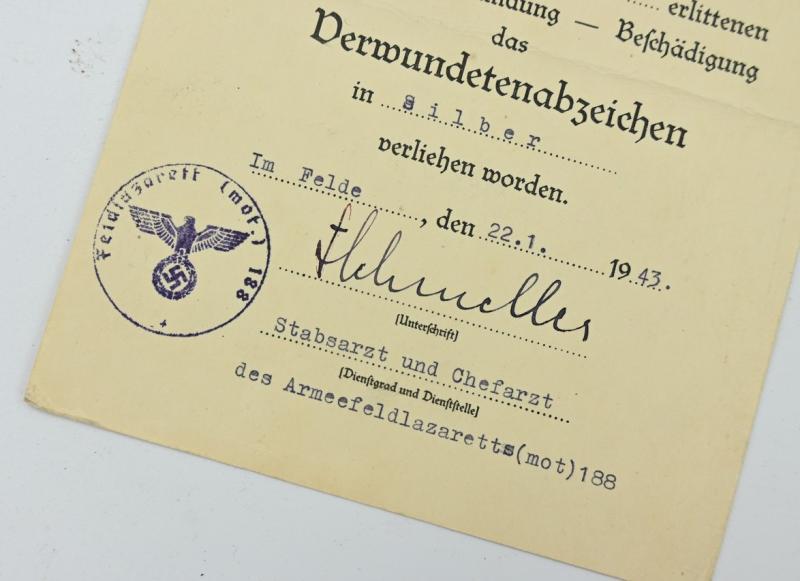 erlittenen
— Beschädigung
das
Verwundetenabzeichen
in Silber
verliehen worden.
Im Felde, den 22.1. 1943.
(Unterschrift)
Stabsarzt und Chefarzt
(Dienstgrad und Dienststelle)
des Armeefeldlazaretts(mot)188
Feldlazarett (mot.) 188